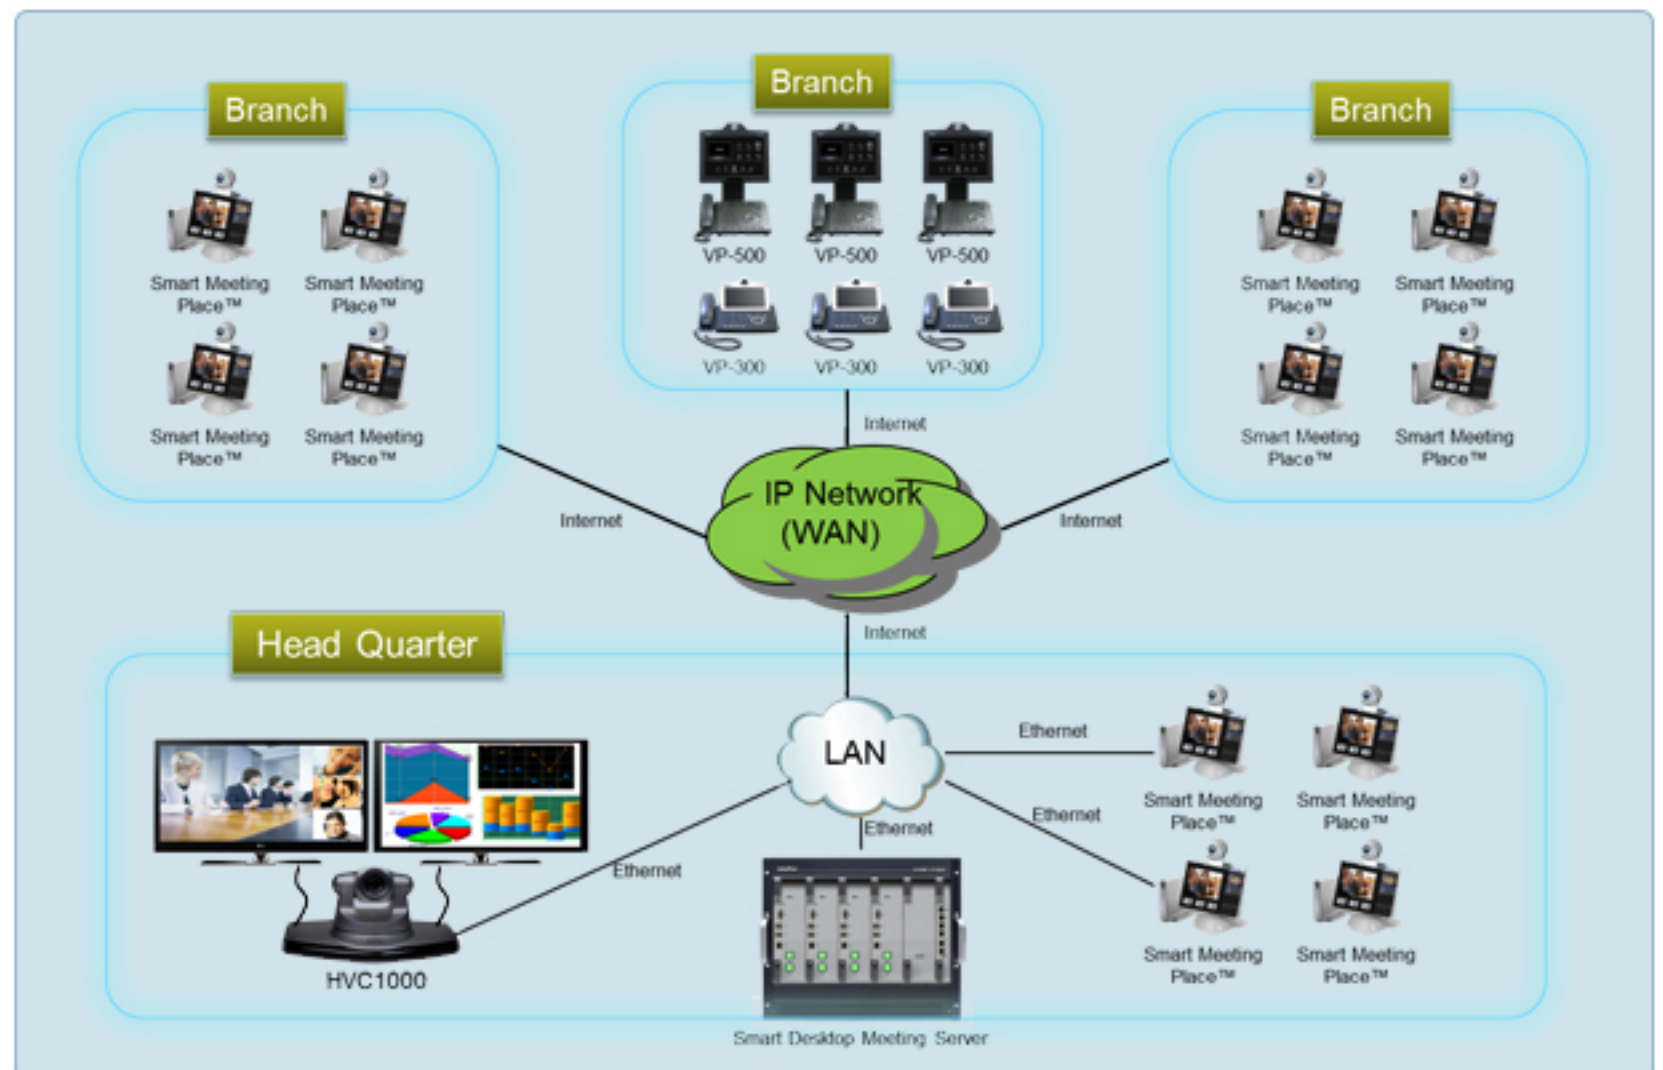 Branch
Branch
Branch
VP-500
VP-500
VP-500
Smart Meeting
Place™
Smart Meeting
Place™
Smart Meeting
Place™
Smart Meeting
Place™
VP-300
VP-300
VP-300
Smart Meeting
Place™
Smart Meeting
Place™
Smart Meeting
Place™
Smart Meeting
Place™
Internet
IP Network
(WAN)
Internet
Internet
Internet
Head Quarter
LAN
Ethernet
Ethernet
Ethernet
Ethernet
Smart Meeting
Place™
Smart Meeting
Place™
Smart Meeting
Place™
Smart Meeting
Place™
HVC1000
Smart Desktop Meeting Server